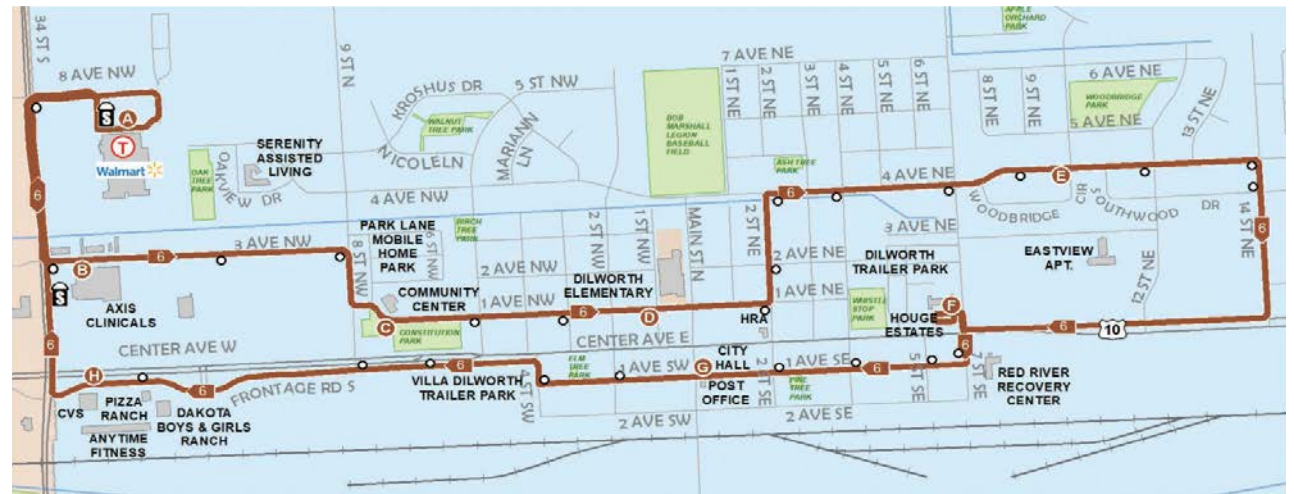 34 ST S
8 AVE NW
S
A
T
Walmart
6
OAK
TREE
PARK
OAKVIEW DR
SERENITY
ASSISTED
LIVING
9 ST N
KROSHUS DR
WALNUT
TREE PARK
NICOLE LN
MARIANN
LN
5 ST NW
4 AVE NW
BOB
MARSHALL
LEGION
BASEBALL
FIELD
7 AVE NE
1 ST NE
2 ST NE
3 ST NE
4 ST NE
5 ST NE
6 ST NE
APPLE
ORCHARD
PARK
8 ST NE
9 ST NE
6 AVE NE
WOODBRIDGE
PARK
5 AVE NE
13 ST NE
ASH TREE
PARK
6
4 AVE NE
E
WOODBRIDGE CIR
SOUTHWOOD DR
14 ST NE
6
3 AVE NE
12 ST NE
EASTVIEW
APT.
B
S
3 AVE NW
6
AXIS
CLINICALS
PARK LANE
MOBILE
HOME
PARK
8 ST NW
6 ST NW
BIRCH
TREE
PARK
2 ST NW
1 ST NW
MAIN ST N
2 ST NE
2 AVE NW
2 AVE NE
COMMUNITY
CENTER
1 AVE NW
DILWORTH
ELEMENTARY
6
D
1 AVE NE
DILWORTH
TRAILER PARK
WHISTLE
STOP
PARK
F
HOUGE
ESTATES
6
10
C
CONSTITUTION
PARK
HRA
6
CENTER AVE W
CENTER AVE E
6
H
FRONTAGE RD S
6
6
VILLA DILWORTH
TRAILER PARK
4 ST SW
ELM
TREE
PARK
1 AVE SW
G
CITY
HALL
POST
OFFICE
2 ST SE
1 AVE SE
PINE
TREE
PARK
6
5 ST SE
7 ST SE
RED RIVER
RECOVERY
CENTER
2 AVE SW
2 AVE SE
CVS
PIZZA
RANCH
ANYTIME
FITNESS
DAKOTA
BOYS & GIRLS
RANCH